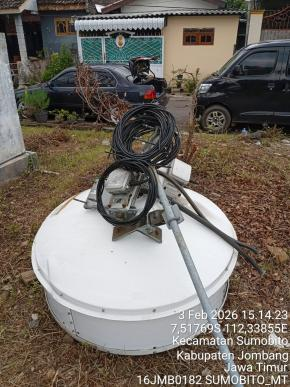 3 Feb 2026 15.14.23
7,51769S 112,33855E
Kecamatan Sumobito
Kabupaten Jombang
Jawa Timur
16JMB0182 SUMOBITO_MT